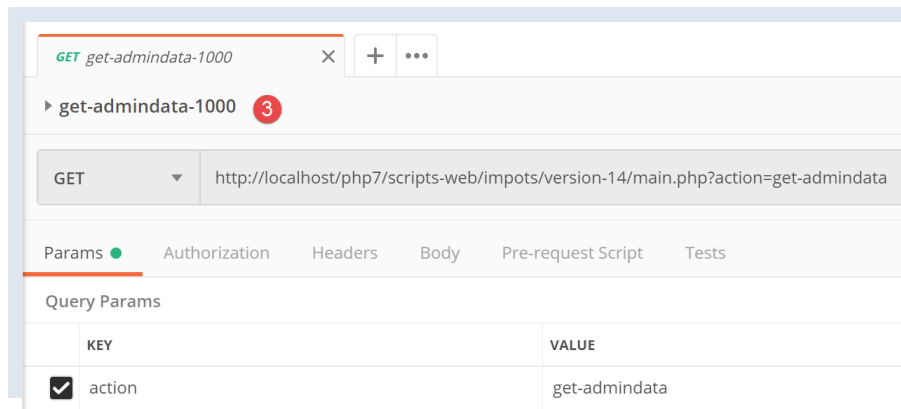 GET get-admindata-1000
get-admindata-1000 3
GET http://localhost/php7/scripts-web/impots/version-14/main.php?action=get-admindata
Params Authorization Headers Body Pre-request Script Tests
Query Params
KEY VALUE
action get-admindata